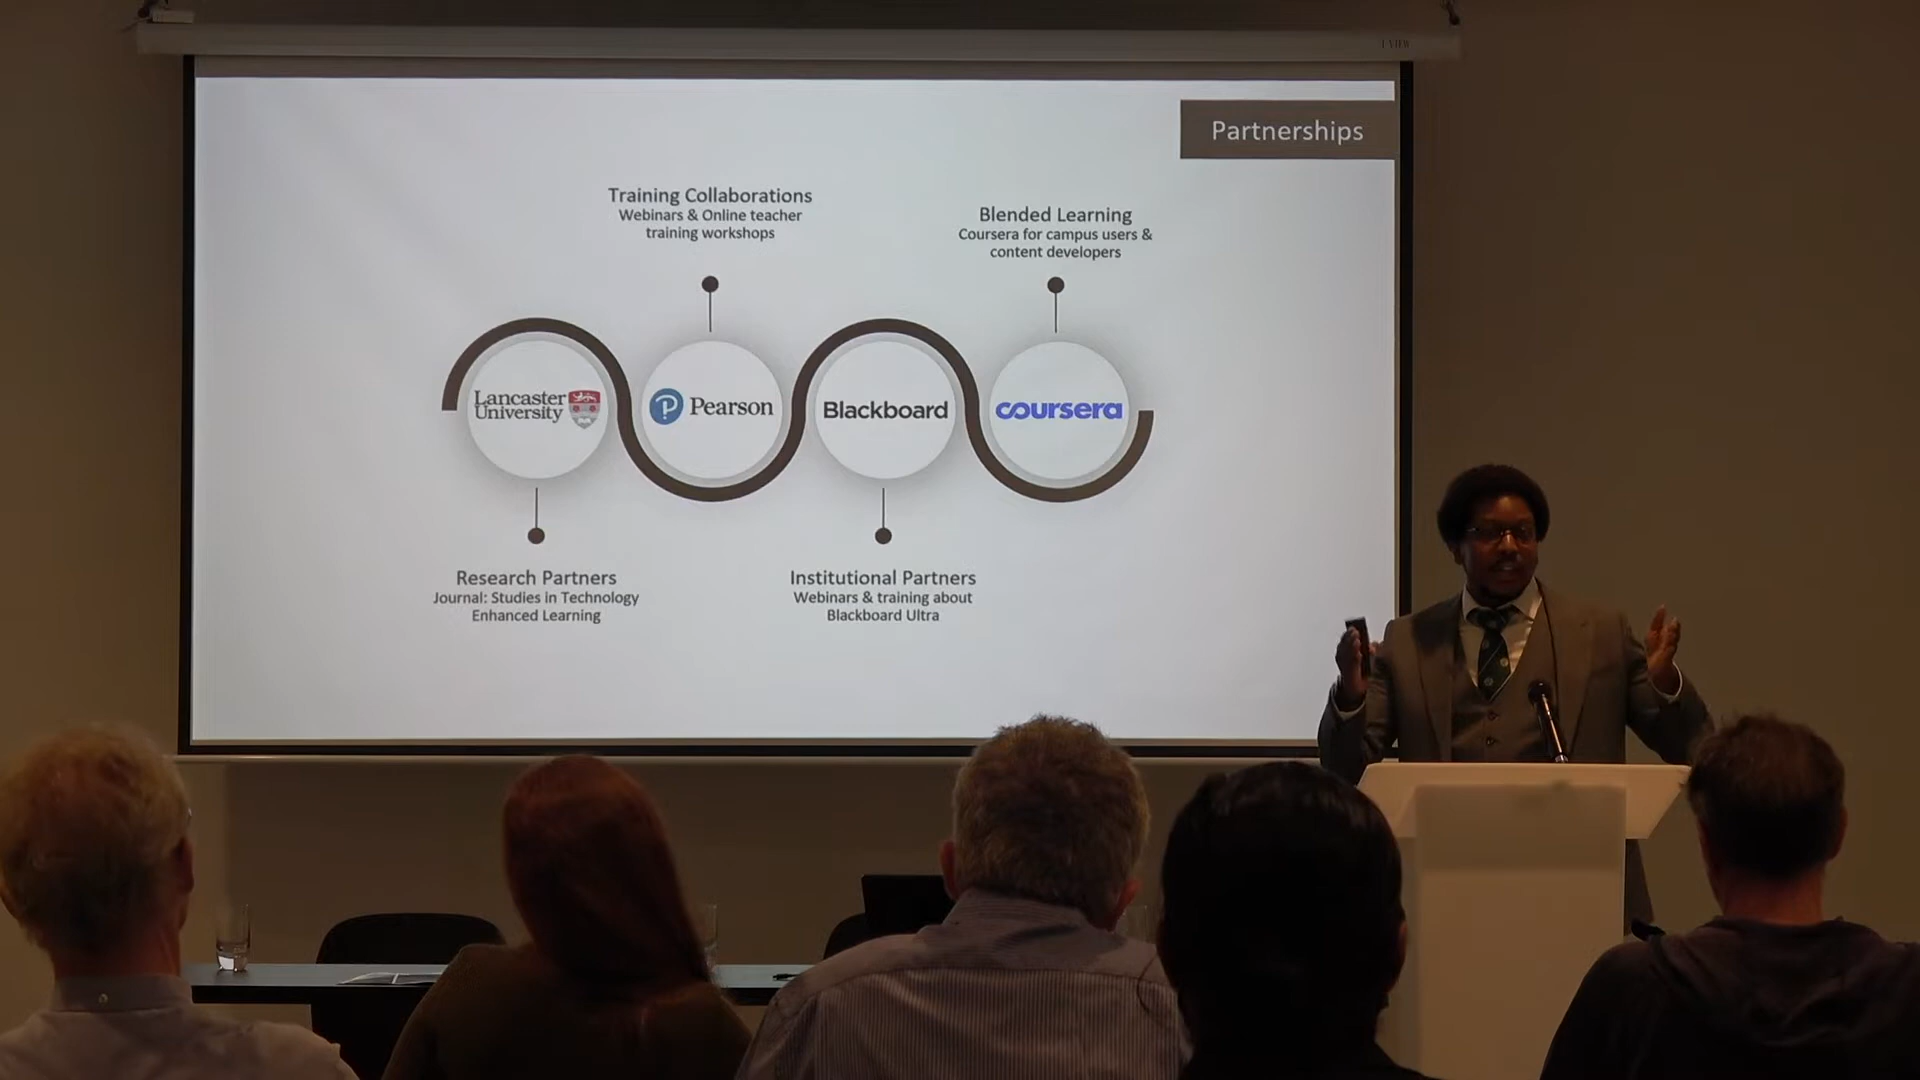 Partnerships
Training Collaborations
Webinars & Online teacher
training workshops
Blended Learning
Coursera for campus users &
content developers
Lancaster
University
Pearson
Blackboard
coursera
Research Partners
Journal: Studies in Technology
Enhanced Learning
Institutional Partners
Webinars & training about
Blackboard Ultra